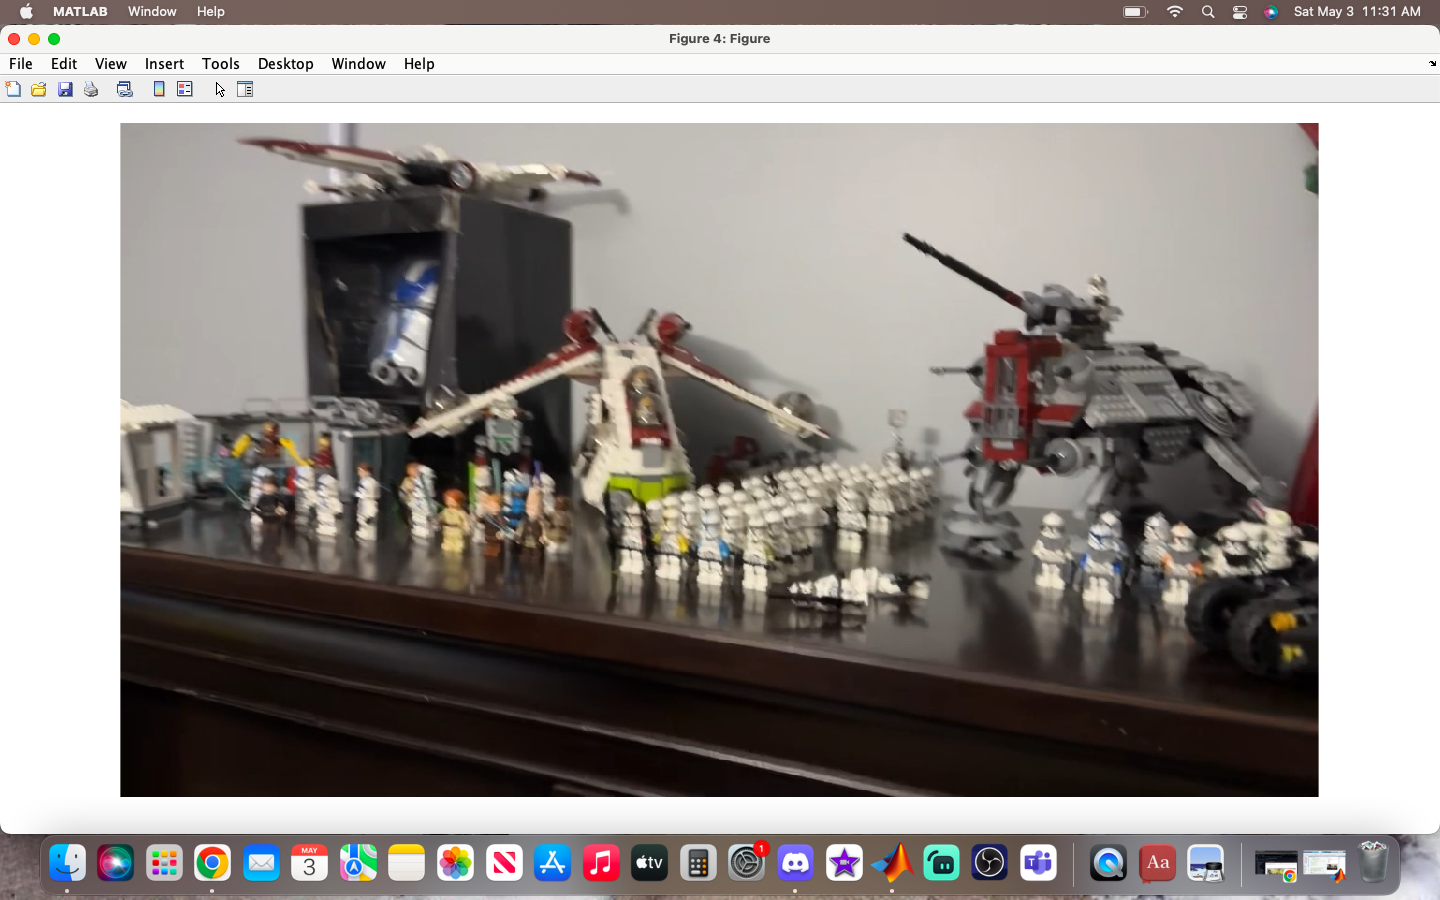 MATLAB Window Help Sat May 3 11:31 AM
Figure 4: Figure
File Edit View Insert Tools Desktop Window Help
MAY
3
tv
1
Aa